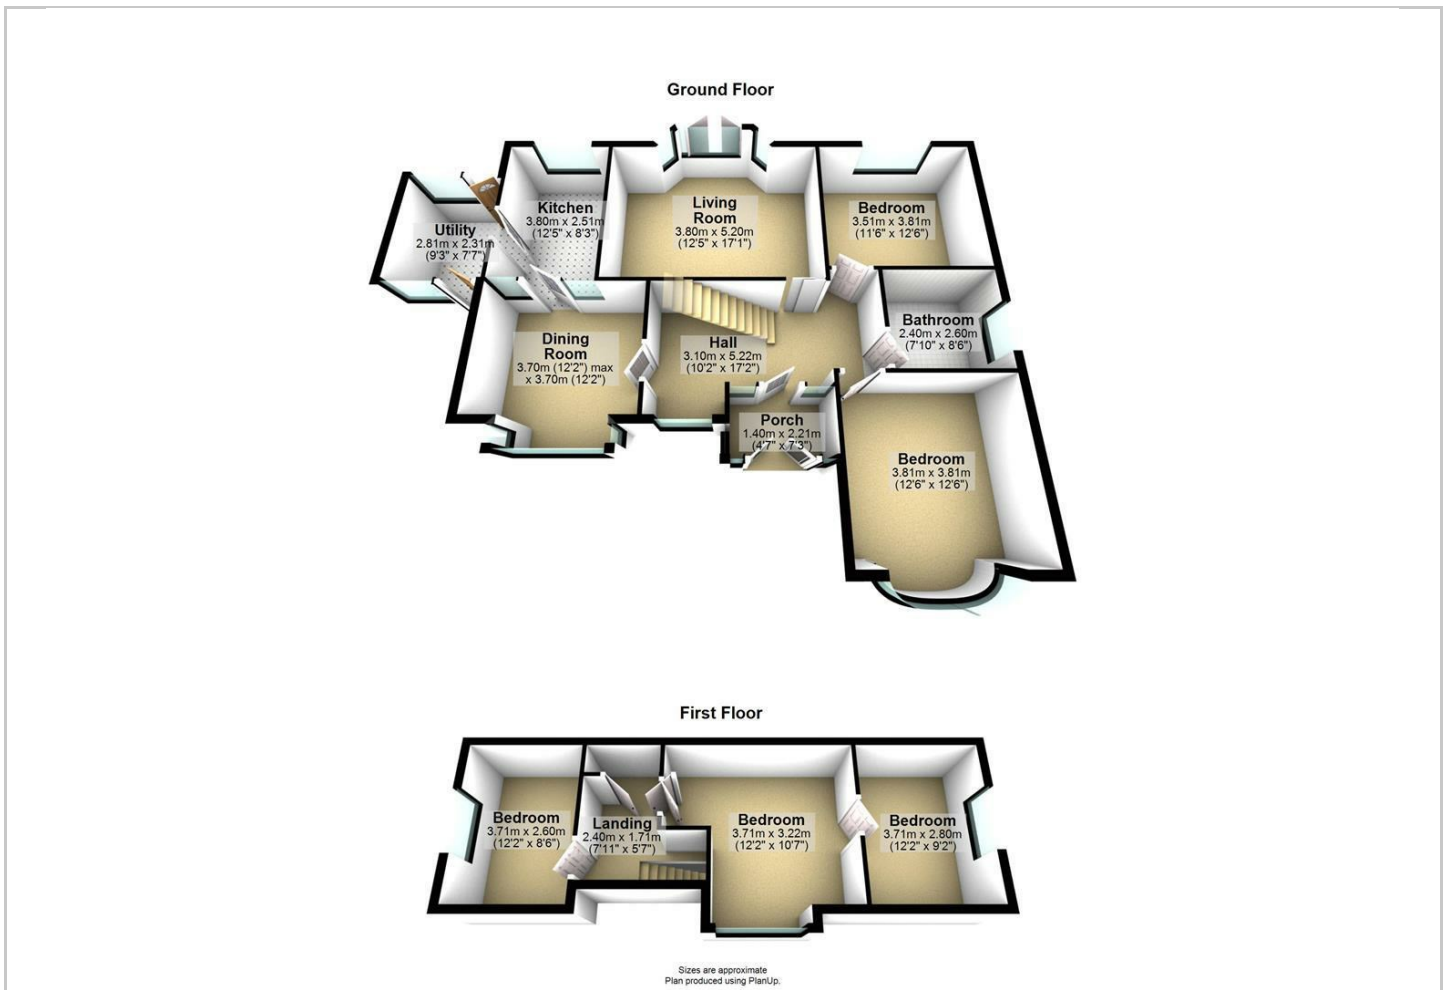 Ground Floor
Utility
2.81m x 2.31m
(9'3" x 7'7")
Kitchen
3.80m x 2.51m
(12'5" x 8'3")
Living
Room
3.80m x 5.20m
(12'5" x 17'1")
Bedroom
3.51m x 3.81m
(11'6" x 12'6")
Dining
Room
3.70m (12'2") max
x 3.70m (12'2")
Hall
3.10m x 5.22m
(10'2" x 17'2")
Bathroom
2.40m x 2.60m
(7'10" x 8'6")
Porch
1.40m x 2.21m
(4'7" x 7'3")
Bedroom
3.81m x 3.81m
(12'6" x 12'6")
First Floor
Bedroom
3.71m x 2.60m
(12'2" x 8'6")
Landing
2.40m x 1.71m
(7'11" x 5'7")
Bedroom
3.71m x 3.22m
(12'2" x 10'7")
Bedroom
3.71m x 2.80m
(12'2" x 9'2")
Sizes are approximate
Plan produced using PlanUp.